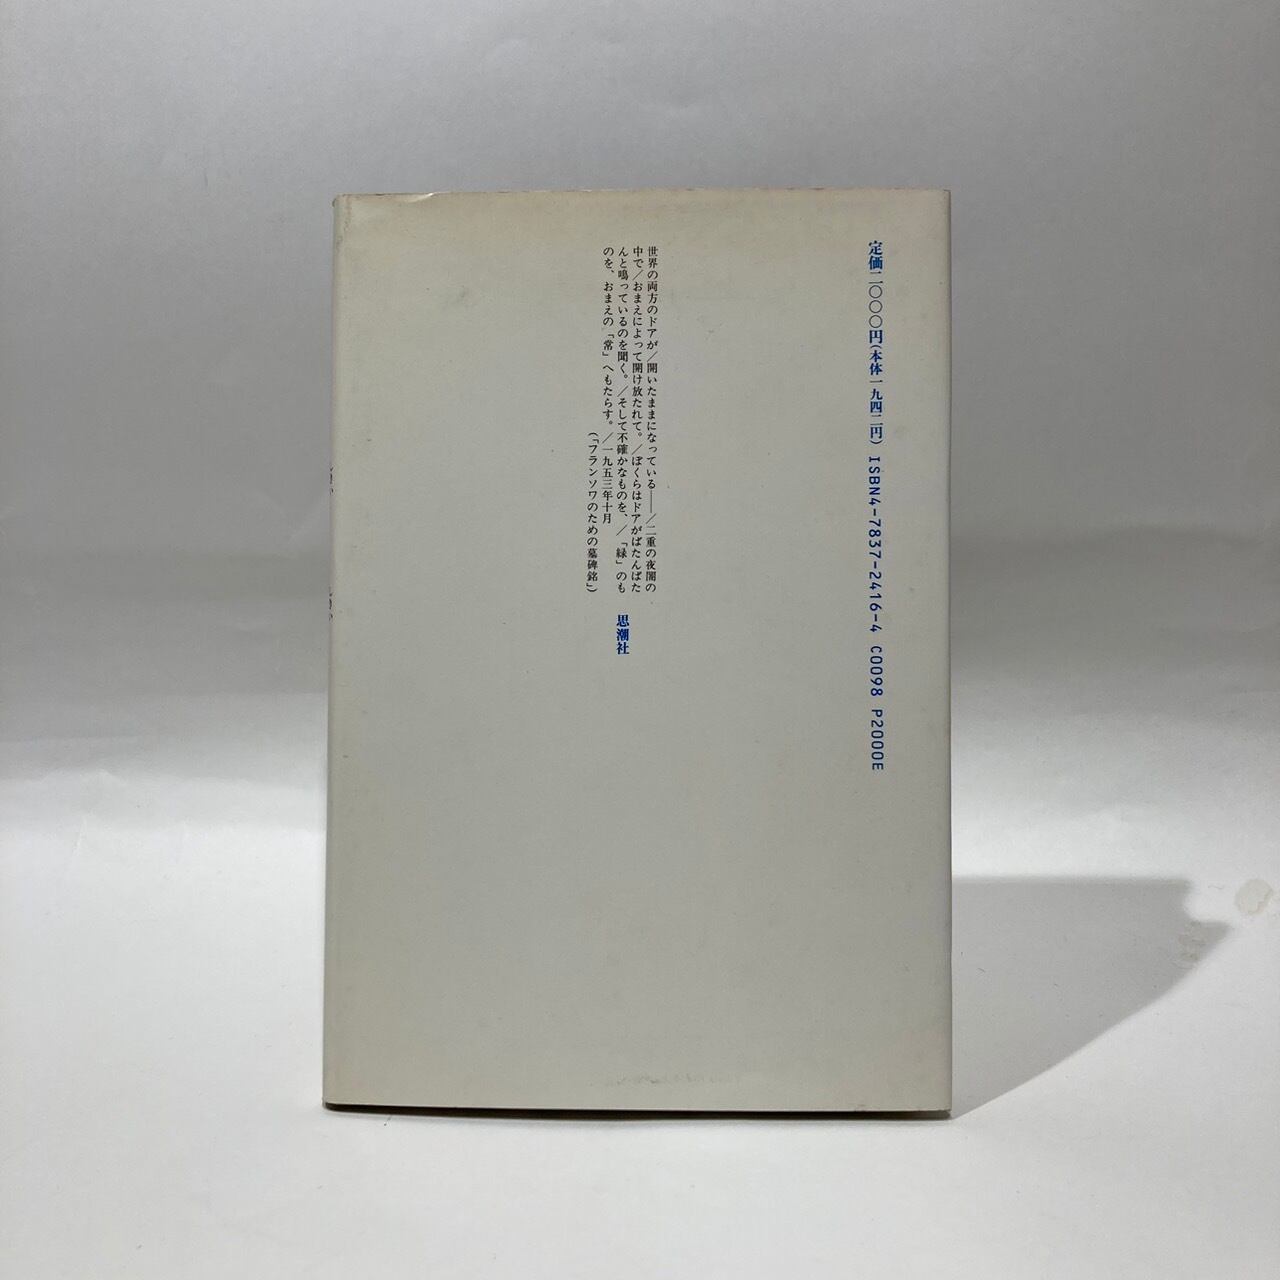 定価二〇〇〇円(本体一九四二円) ISBN4-7837-2416-4 C0098 P2000E
世界の両方のドアが/開いたままになっている――/二重の夜闇の
中で/おまえによって開け放たれて。/ぼくらはドアがばたんばた
んと鳴っているのを聞く。/そして不確かなものを、/「緑」のも
のを、おまえの「常」へもたらす。/一九五三年十月
(「フランソワのための墓碑銘」)
思潮社